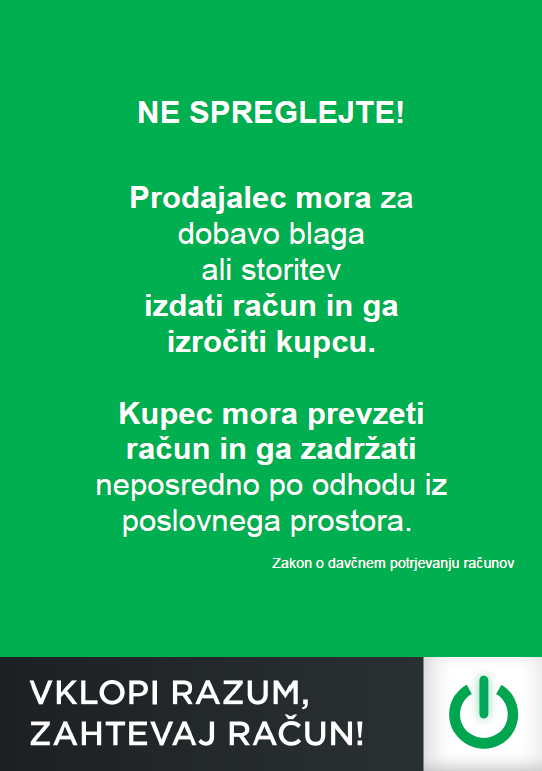 NE SPREGLEJTE!
Prodajalec mora za
dobavo blaga
ali storitev
izdati račun in ga
izročiti kupcu.
Kupec mora prevzeti
račun in ga zadržati
neposredno po odhodu iz
poslovnega prostora.
Zakon o davčnem potrjevanju računov
VKLOPI RAZUM,
ZAHTEVAJ RAČUN!